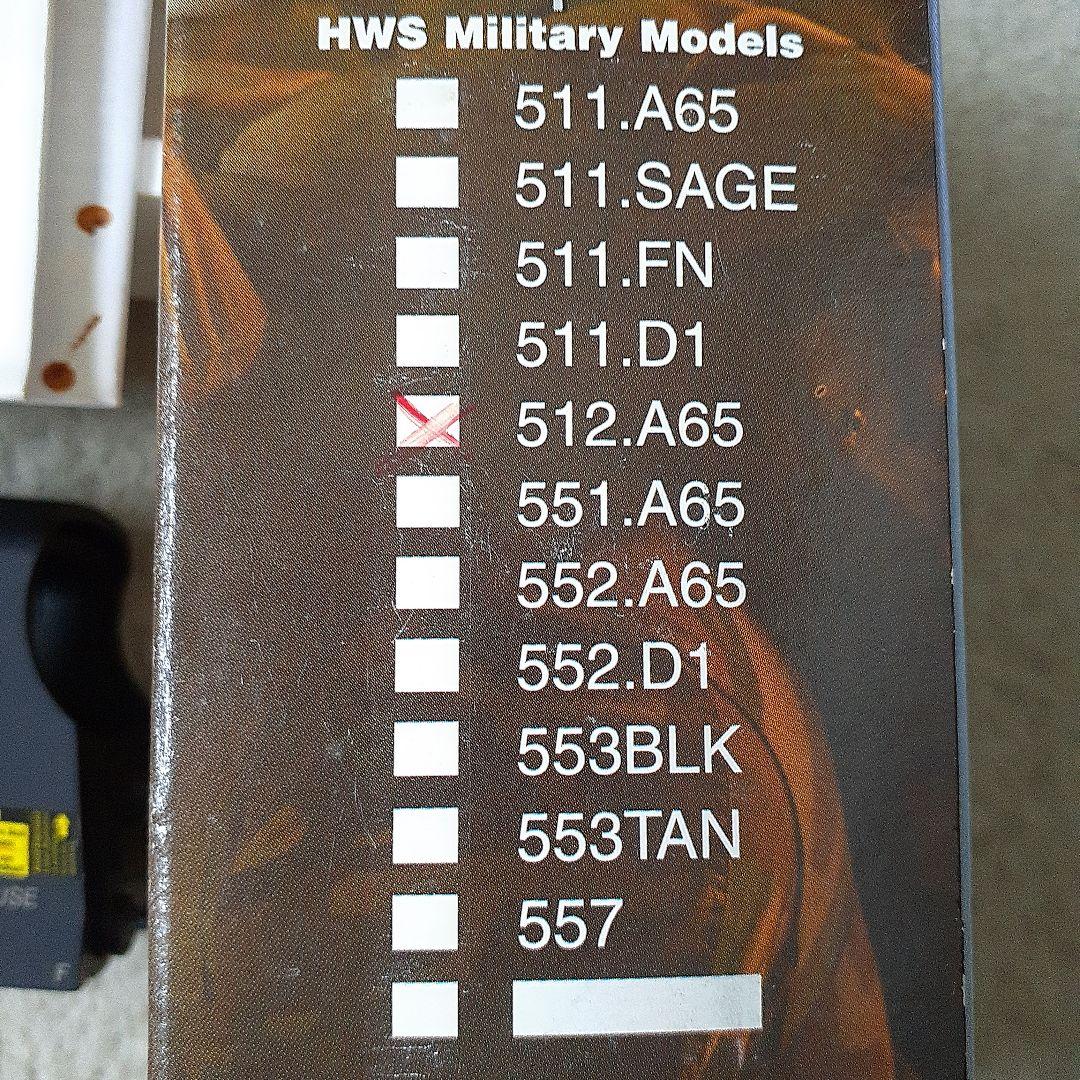 HWS Military Models
511.A65
511.SAGE
511.FN
511.D1
512.A65
551.A65
552.A65
552.D1
553BLK
553TAN
557
F